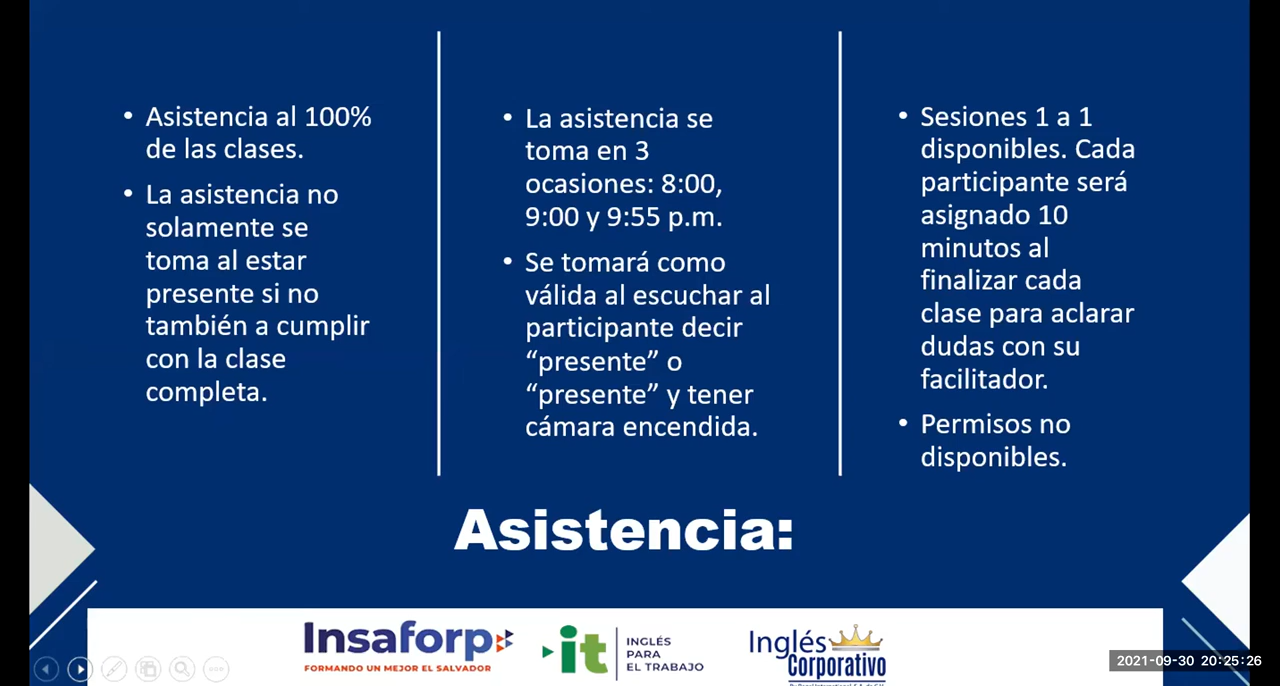 • Asistencia al 100%
de las clases.
• La asistencia no
solamente se
toma al estar
presente si no
también a cumplir
con la clase
completa.
• La asistencia se
toma en 3
ocasiones: 8:00,
9:00 y 9:55 p.m.
• Se tomará como
válida al escuchar al
participante decir
“presente” o
“presente” y tener
cámara encendida.
• Sesiones 1 a 1
disponibles. Cada
participante será
asignado 10
minutos al
finalizar cada
clase para aclarar
dudas con su
facilitador.
• Permisos no
disponibles.
Asistencia:
Insaforp
FORMANDO UN MEJOR EL SALVADOR
it
INGLÉS
PARA
EL TRABAJO
Inglés
Corporativo
2021-09-30 20:25:26